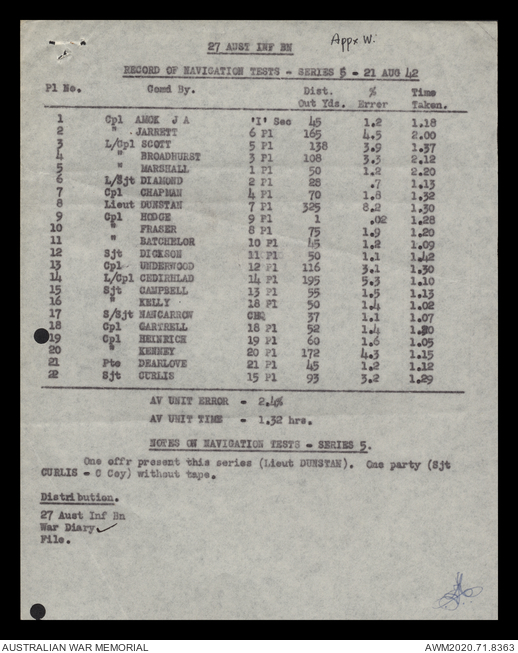 Appx W.
27 AUST INF BN
RECORD OF NAVIGATION TESTS - SERIES 5 - 21 AUG 42
Pl No. Comd By. Dist. Out Yds. % Error Time Taken.
1 Cpl AMOK J A "I" Sec 45 1.2 1.18
2 " JARRETT 6 Pl 165 4.5 2.00
3 L/Cpl SCOTT 5 Pl 138 3.9 1.37
4 " BROADHURST 3 Pl 108 3.3 2.12
5 " MARSHALL 1 Pl 50 1.2 2.20
6 L/Sjt DIAMOND 2 Pl 28 .7 1.13
7 Cpl CHAPMAN 4 Pl 70 1.8 1.32
8 Lieut DUNSTAN 7 Pl 325 8.2 1.30
9 Cpl HODGE 9 Pl 1 .02 1.28
10 " FRASER 8 Pl 75 1.9 1.20
11 " BATCHELOR 10 Pl 45 1.2 1.09
12 Sjt DICKSON 11 Pl 50 1.1 1.42
13 Cpl UNDERWOOD 12 Pl 116 3.1 1.30
14 L/Cpl CEDERBLAD 14 Pl 195 5.3 1.10
15 Sjt CAMPBELL 13 Pl 55 1.5 1.13
16 " KELLY 18 Pl 50 1.4 1.02
17 S/Sjt NANCARROW 37 1.1 1.07
18 Cpl GARTRELL 18 Pl 52 1.4
19 Cpl HEINRICH 19 Pl 60 1.6 1.05
20 " KENNEY 20 Pl 172 4.3 1.15
21 Pte DEARLOVE 21 Pl 45 1.2 1.12
22 Sjt CURLIS 15 Pl 93 3.2 1.29
AV UNIT ERROR - 2.4%
AV UNIT TIME - 1.32 hrs.
NOTES ON NAVIGATION TESTS - SERIES 5.
One offr present this series (Lieut DUNSTAN). One party (Sjt
CURLIS - C Coy) without tape.
Distribution.
27 Aust Inf Bn
War Diary.
File.
AUSTRALIAN WAR MEMORIAL AWM2020.71.8363